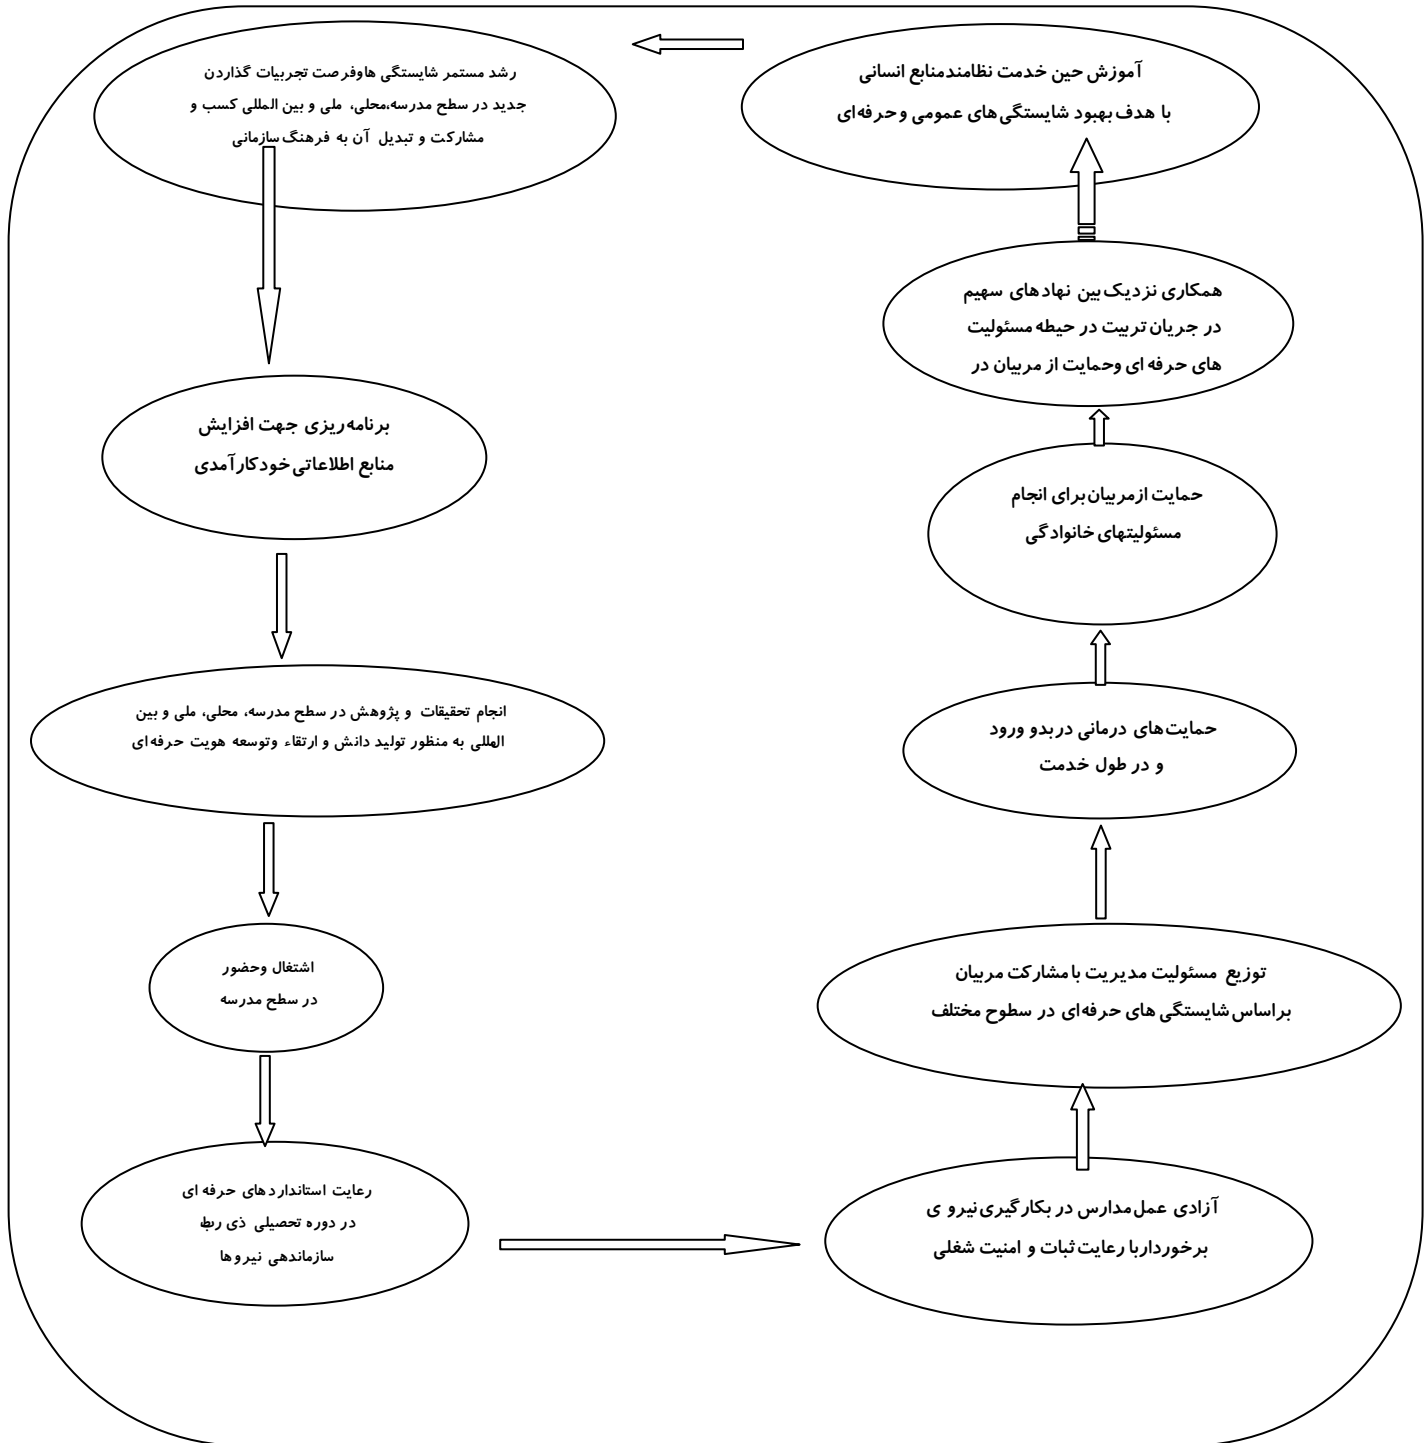 آموزش حین خدمت نظامندمنابع انسانی
با هدف بهبود شایستگی های عمومی وحرفه ای
رشد مستمر شایستگی هاوفرصت تجربیات گذاردن
جدید در سطح مدرسه،محلی، ملی و بین المللی کسب و
مشارکت و تبدیل آن به فرهنگ سازمانی
همکاری نزدیک بین نهادهای سهیم
در جریان تربیت در حیطه مسئولیت
های حرفه ای وحمایت از مربیان در
برنامه ریزی جهت افزایش
منابع اطلاعاتی خودکارآمدی
حمایت ازمربیان برای انجام
مسئولیتهای خانوادگی
انجام تحقیقات و پژوهش در سطح مدرسه، محلی، ملی و بین
المللی به منظور تولید دانش و ارتقاء وتوسعه هویت حرفه ای
حمایت های درمانی دربدو ورود
و در طول خدمت
اشتغال وحضور
در سطح مدرسه
توزیع مسئولیت مدیریت بامشارکت مربیان
براساس شایستگی های حرفه ای در سطوح مختلف
رعایت استانداردهای حرفه ای
در دوره تحصیلی ذی ربط
سازماندهی نیروها
آزادی عمل مدارس در بکارگیری نیرو ی
برخورداربا رعایت ثبات و امنیت شغلی